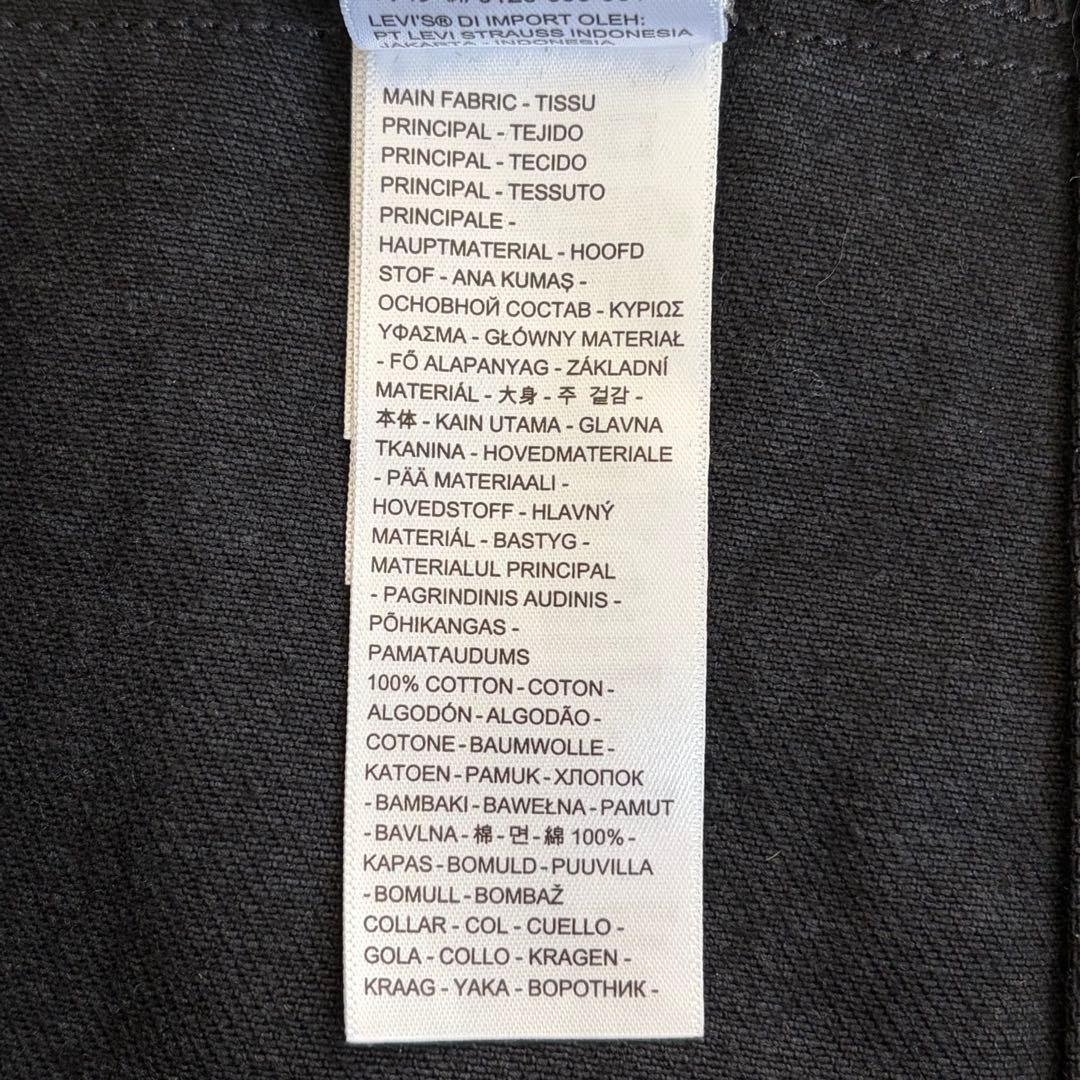 LEVI'S® DI IMPORT OLEH:
PT LEVI STRAUSS INDONESIA
JAKARTA - INDONESIA
MAIN FABRIC - TISSU
PRINCIPAL - TEJIDO
PRINCIPAL - TECIDO
PRINCIPAL - TESSUTO
PRINCIPALE -
HAUPTMATERIAL - HOOFD
STOF - ANA KUMAŞ -
ОСНОВНОЙ СОСТАВ - ΚΥΡΙΩΣ
ΥΦΑΣΜΑ - GŁÓWNY MATERIAŁ
- FŐ ALAPANYAG - ZÁKLADNÍ
MATERIÁL - 大身 - 주 겉감 -
本体 - KAIN UTAMA - GLAVNA
TKANINA - HOVEDMATERIALE
- PÄÄ MATERIAALI -
HOVEDSTOFF - HLAVNÝ
MATERIÁL - BASTYG -
MATERIALUL PRINCIPAL
- PAGRINDINIS AUDINIS -
PÕHIKANGAS -
PAMATAUDUMS
100% COTTON - COTON -
ALGODÓN - ALGODÃO -
COTONE - BAUMWOLLE -
KATOEN - PAMUK - ХЛОПОК
- BAMBAKI - BAWEŁNA - PAMUT
- BAVLNA - 棉 - 면 - 綿 100% -
KAPAS - BOMULD - PUUVILLA
- BOMULL - BOMBAŽ
COLLAR - COL - CUELLO -
GOLA - COLLO - KRAGEN -
KRAAG - YAKA - ВОРОТНИК -